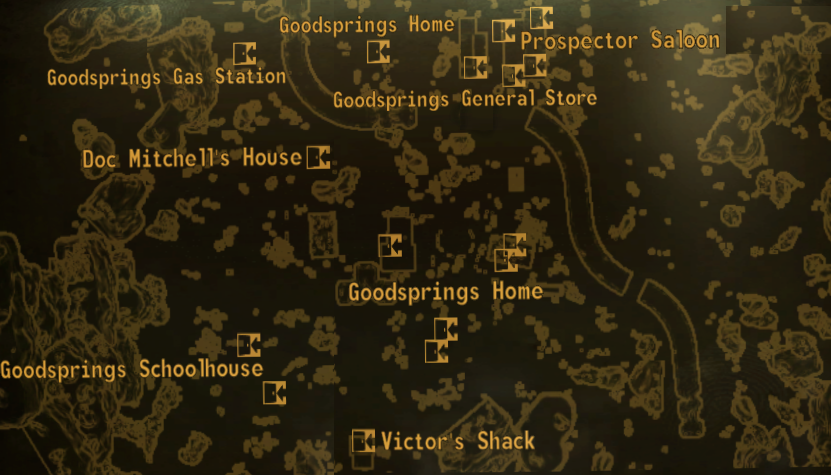 Goodsprings Home
Prospector Saloon
Goodsprings Gas Station
Goodsprings General Store
Doc Mitchell's House
Goodsprings Home
Goodsprings Schoolhouse
Victor's Shack